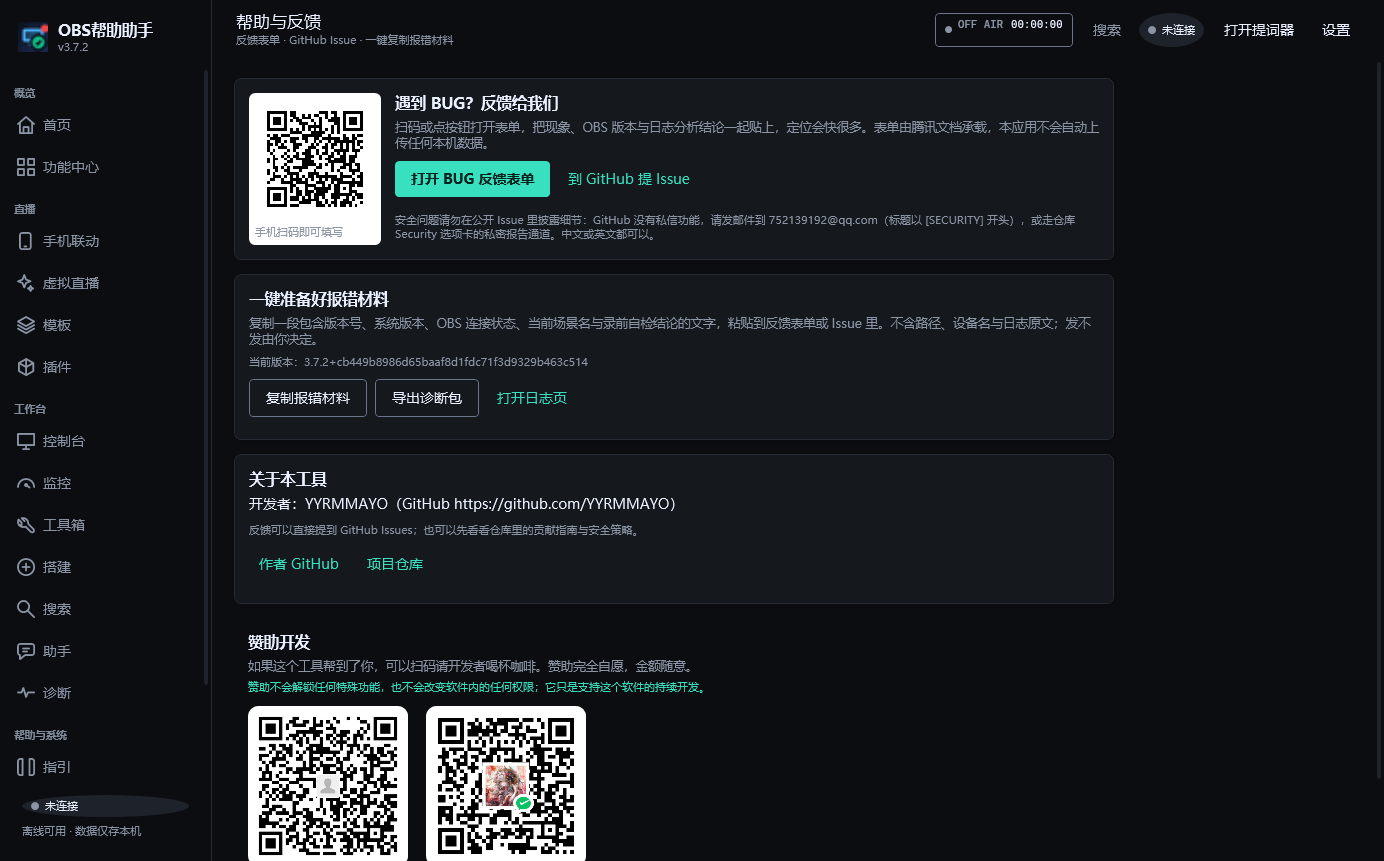 OBS帮助助手
v3.7.2
概览
首页
功能中心
直播
手机联动
虚拟直播
模板
插件
工作台
控制台
监控
工具箱
搭建
搜索
助手
诊断
帮助与系统
指引
未连接
离线可用 · 数据仅存本机
帮助与反馈
反馈表单 · GitHub Issue · 一键复制报错材料
OFF AIR 00:00:00
搜索
未连接
打开提词器
设置
手机扫码即可填写
遇到 BUG？反馈给我们
扫码或点按钮打开表单，把现象、OBS 版本与日志分析结论一起贴上，定位会快很多。表单由腾讯文档承载，本应用不会自动上
传任何本机数据。
打开 BUG 反馈表单
到 GitHub 提 Issue
安全问题请勿在公开 Issue 里披露细节：GitHub 没有私信功能，请发邮件到 752139192@qq.com（标题以 [SECURITY] 开头），或走仓库
Security 选项卡的私密报告通道。中文或英文都可以。
一键准备好报错材料
复制一段包含版本号、系统版本、OBS 连接状态、当前场景名与录前自检结论的文字，粘贴到反馈表单或 Issue 里。不含路径、设备名与日志原文；发不
发由你决定。
当前版本：3.7.2+cb449b8986d65baaf8d1fdc71f3d9329b463c514
复制报错材料
导出诊断包
打开日志页
关于本工具
开发者：YYRMMAYO（GitHub https://github.com/YYRMMAYO）
反馈可以直接提到 GitHub Issues；也可以先看看仓库里的贡献指南与安全策略。
作者 GitHub
项目仓库
赞助开发
如果这个工具帮到了你，可以扫码请开发者喝杯咖啡。赞助完全自愿，金额随意。
赞助不会解锁任何特殊功能，也不会改变软件内的任何权限；它只是支持这个软件的持续开发。